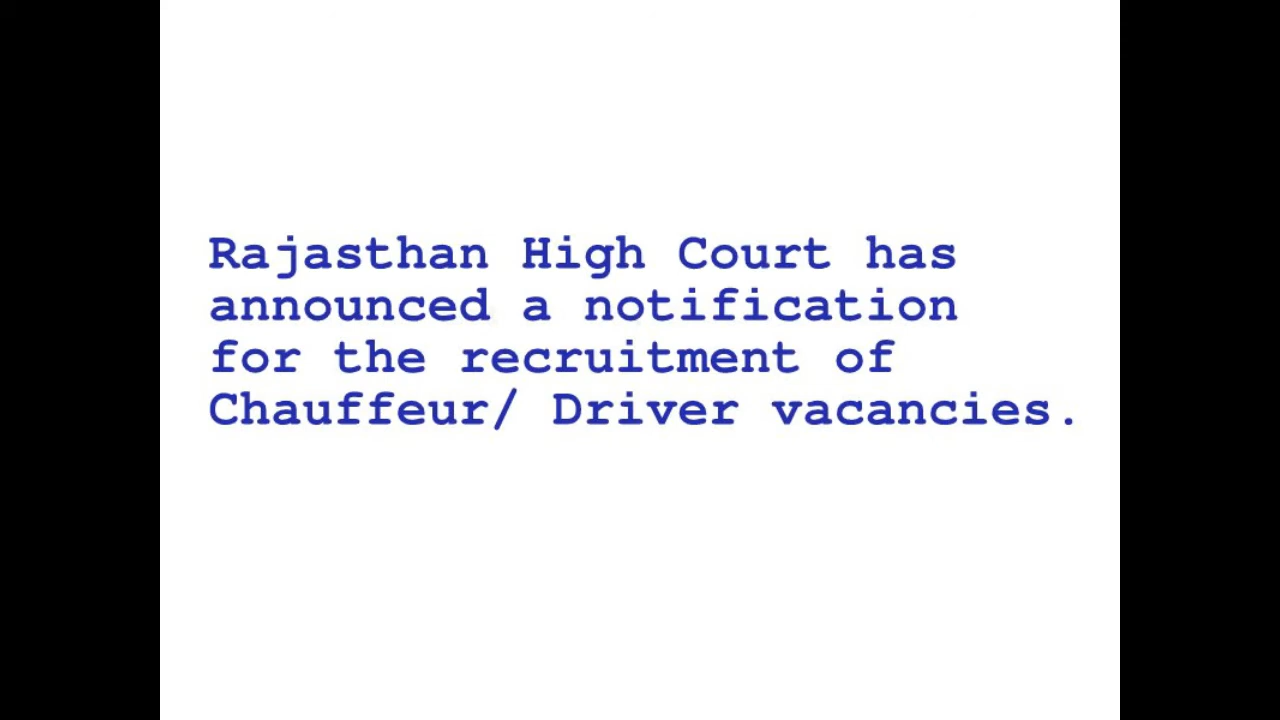 Rajasthan High Court has
announced a notification
for the recruitment of
Chauffeur/ Driver vacancies.